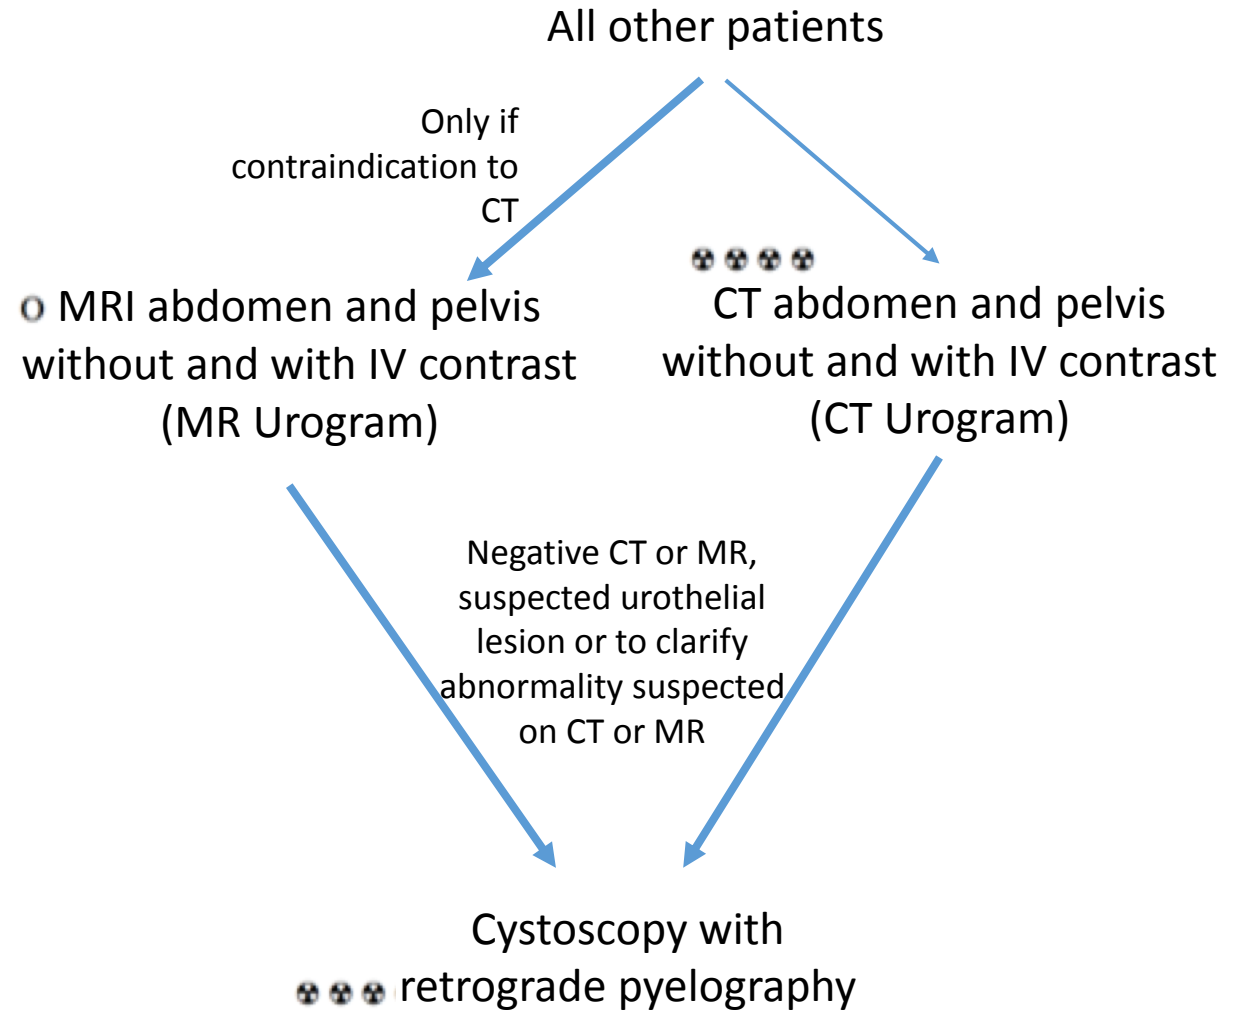 All other patients
Only if
contraindication to
CT
☢ ☢ ☢ ☢
O MRI abdomen and pelvis
without and with IV contrast
(MR Urogram)
CT abdomen and pelvis
without and with IV contrast
(CT Urogram)
Negative CT or MR,
suspected urothelial
lesion or to clarify
abnormality suspected
on CT or MR
Cystoscopy with
☢ ☢ ☢ retrograde pyelography